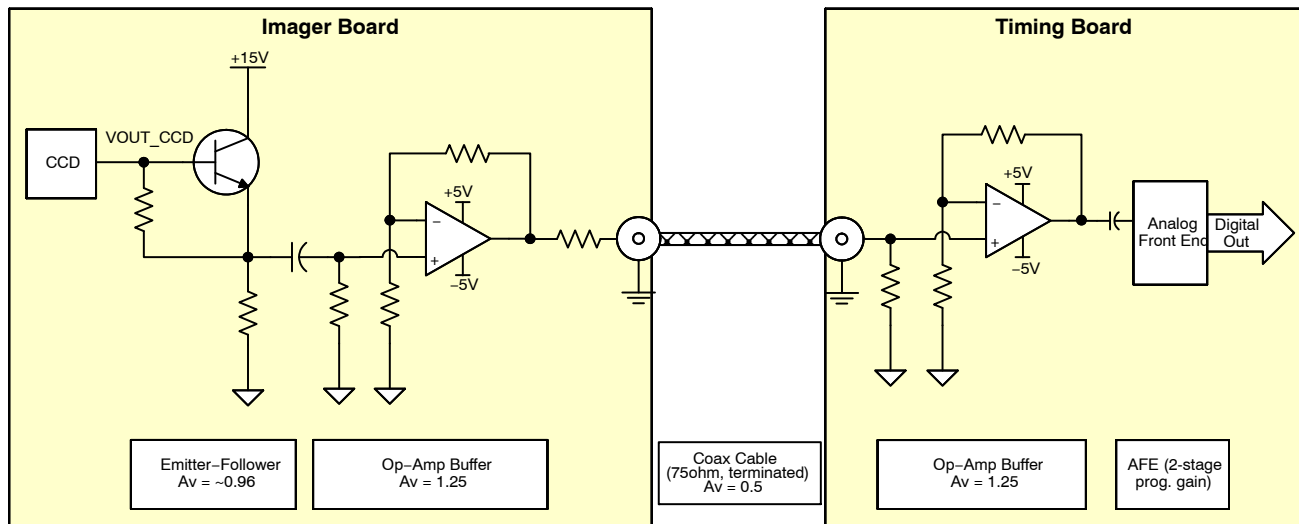 Imager Board
Timing Board
+15V
VOUT_CCD
CCD
+5V
−
+
−5V
+5V
−
+
−5V
Analog
Front End
Digital
Out
Emitter−Follower
Av = ~0.96
Op−Amp Buffer
Av = 1.25
Coax Cable
(75ohm, terminated)
Av = 0.5
Op−Amp Buffer
Av = 1.25
AFE (2-stage
prog. gain)